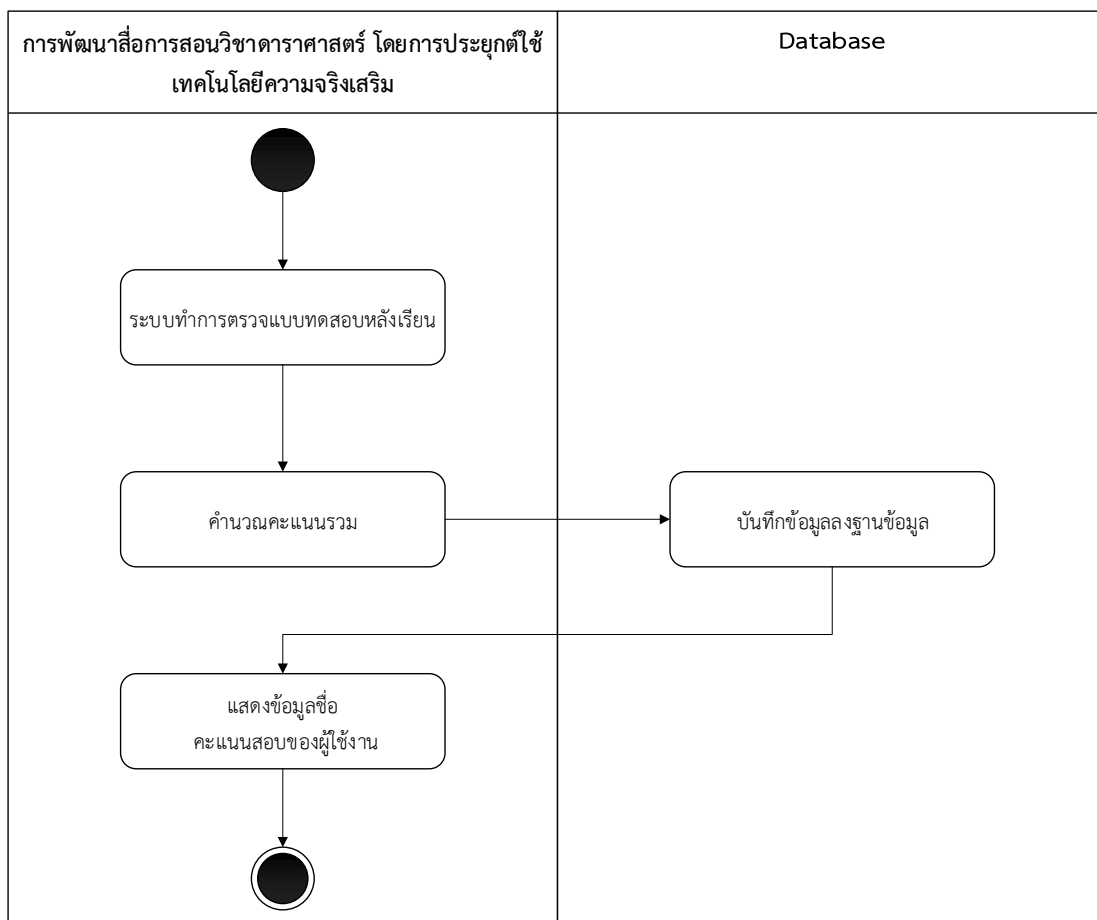 การพัฒนาสื่อการสอนวิชาดาราศาสตร์ โดยการประยุกต์ใช้
เทคโนโลยีความจริงเสริม
Database
ระบบทำการตรวจแบบทดสอบหลังเรียน
คำนวณคะแนนรวม
บันทึกข้อมูลลงฐานข้อมูล
แสดงข้อมูลชื่อ
คะแนนสอบของผู้ใช้งาน